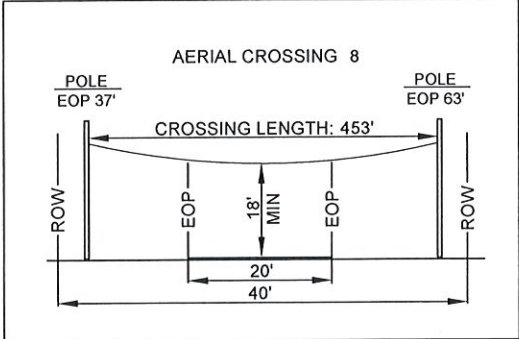 AERIAL CROSSING 8
POLE
EOP 37'
POLE
EOP 63'
CROSSING LENGTH: 453'
ROW
EOP
18'
MIN
EOP
ROW
20'
40'